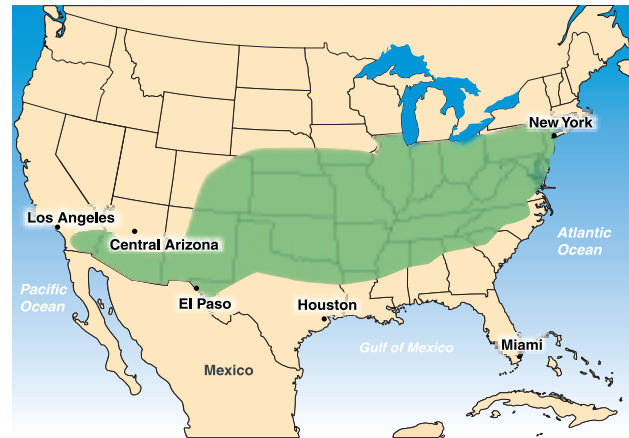 New York
Los Angeles
Central Arizona
Atlantic
Ocean
Pacific
Ocean
El Paso
Houston
Gulf of Mexico
Miami
Mexico